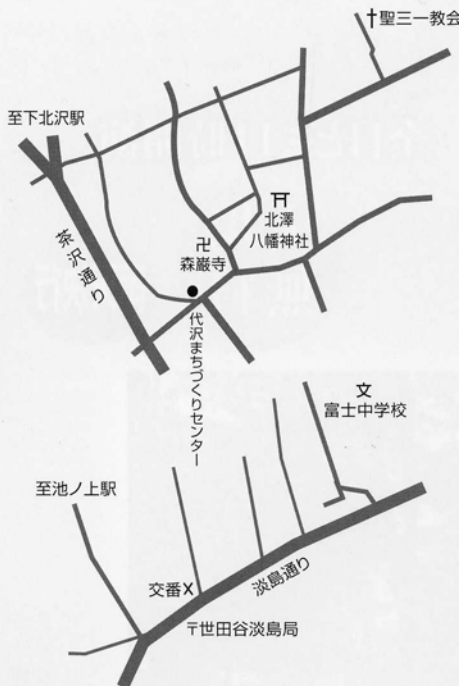 聖三一教会
至下北沢駅
茶沢通り
北澤
八幡神社
卍
森巌寺
代沢まちづくりセンター
文
富士中学校
至池ノ上駅
交番X
淡島通り
〒世田谷淡島局